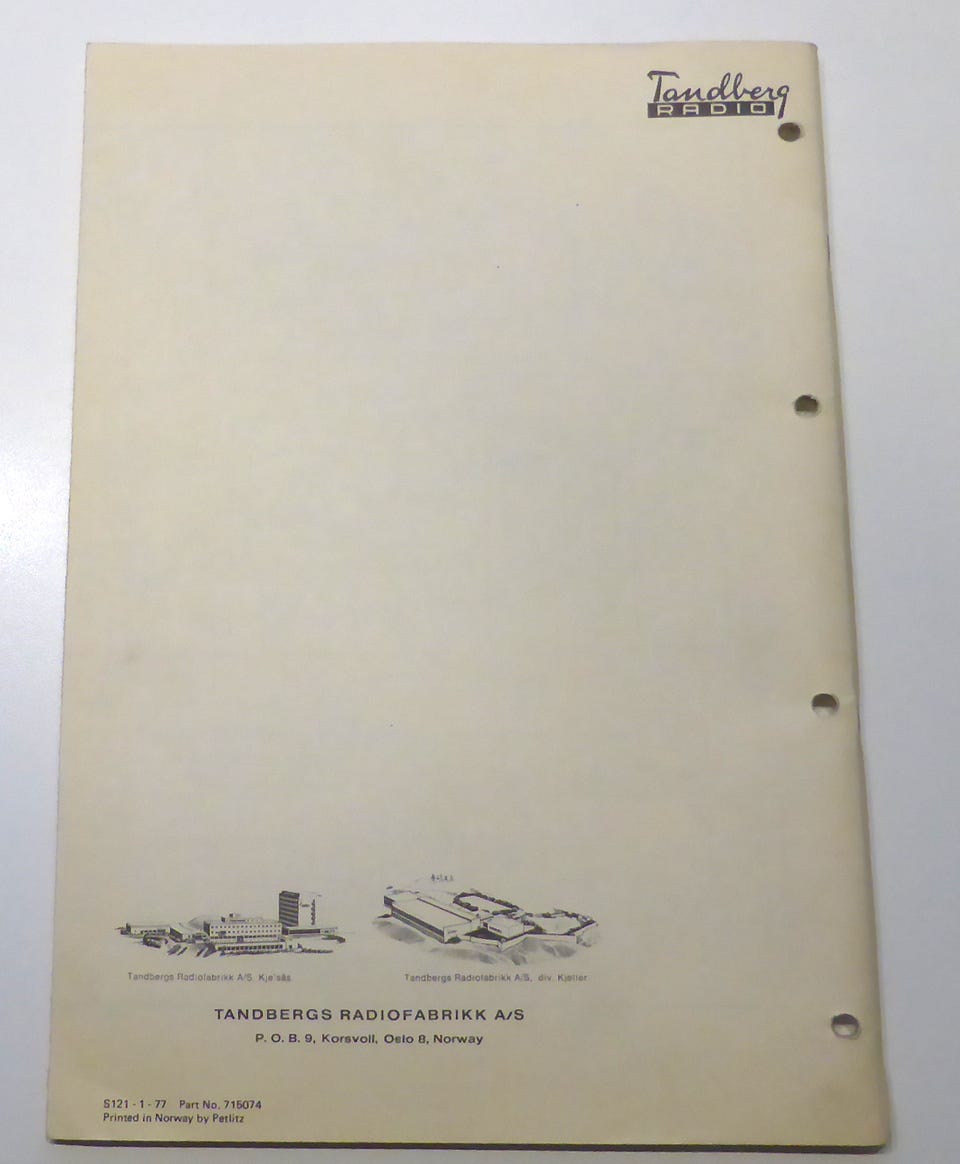 Tandberg
RADIO
Tandbergs Radiofabrikk A/S, Kjelsås
Tandbergs Radiofabrikk A/S, div. Kjeller
TANDBERGS RADIOFABRIKK A/S
P. O. B. 9, Korsvoll, Oslo 8, Norway
S121 - 1 - 77 Part No. 715074
Printed in Norway by Petlitz